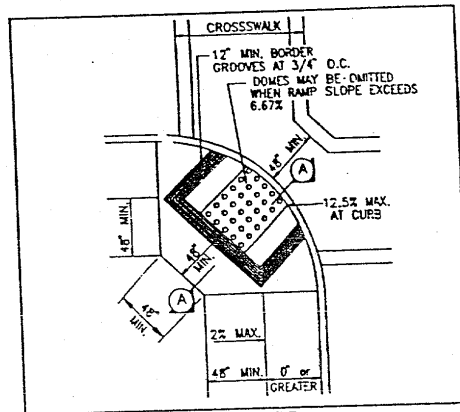 CROSSSWALK
12" MIN. BORDER
GROOVES AT 3/4" O.C.
DOMES MAY BE OMITTED
WHEN RAMP SLOPE EXCEEDS
6.67%
48" MIN.
A
12.5% MAX.
AT CURB
48" MIN.
48"
MIN.
48"
MIN.
A
2% MAX.
48" MIN.
0" or
GREATER